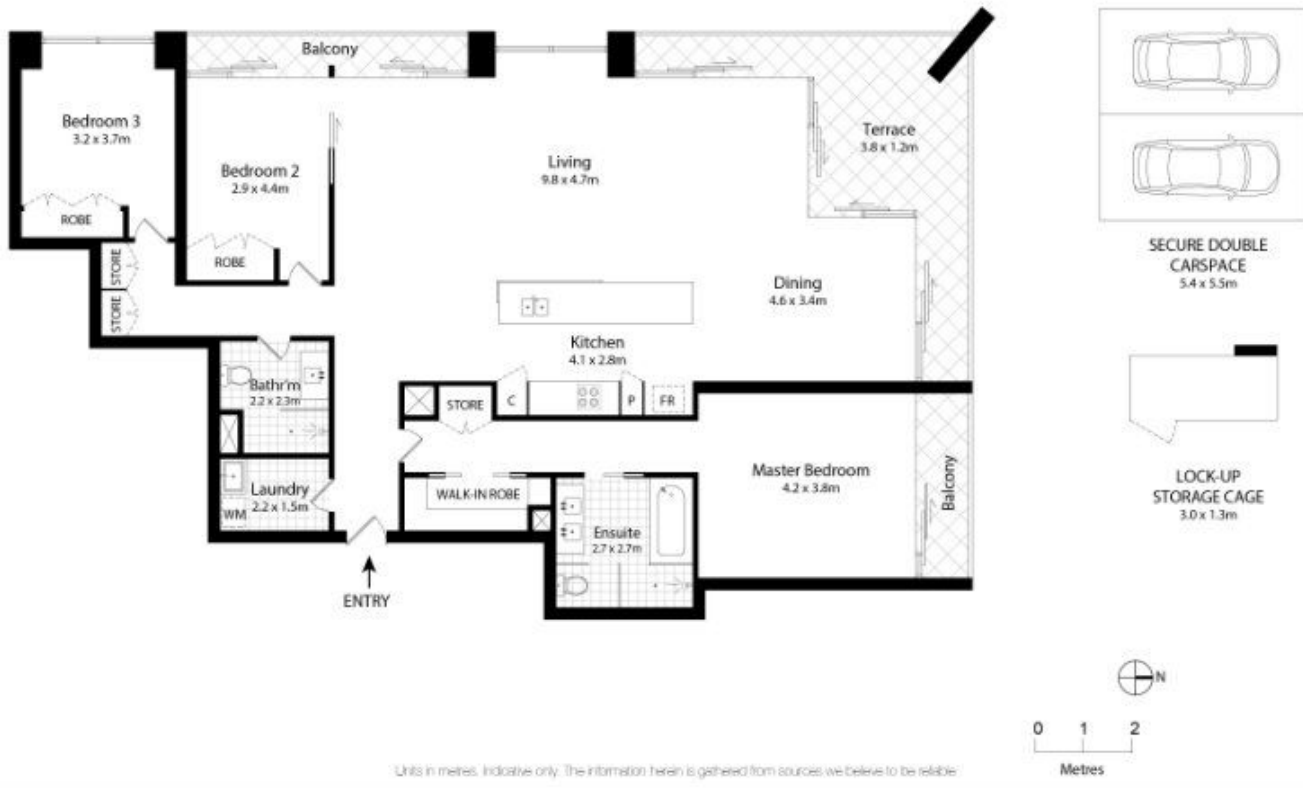 Balcony
Bedroom 3
3.2 x 3.7m
Bedroom 2
2.9 x 4.4m
Living
9.8 x 4.7m
Terrace
3.8 x 1.2m
ROBE
ROBE
STORE
STORE
Dining
4.6 x 3.4m
Kitchen
4.1 x 2.8m
Bathr'm
2.2 x 2.3m
STORE
C
P
FR
Laundry
2.2 x 1.5m
WM
WALK-IN ROBE
Master Bedroom
4.2 x 3.8m
Balcony
Ensuite
2.7 x 2.7m
ENTRY
SECURE DOUBLE
CARSPACE
5.4 x 5.5m
LOCK-UP
STORAGE CAGE
3.0 x 1.3m
N
0 1 2
Metres
Units in metres. Indicative only. The information herein is gathered from sources we believe to be reliable